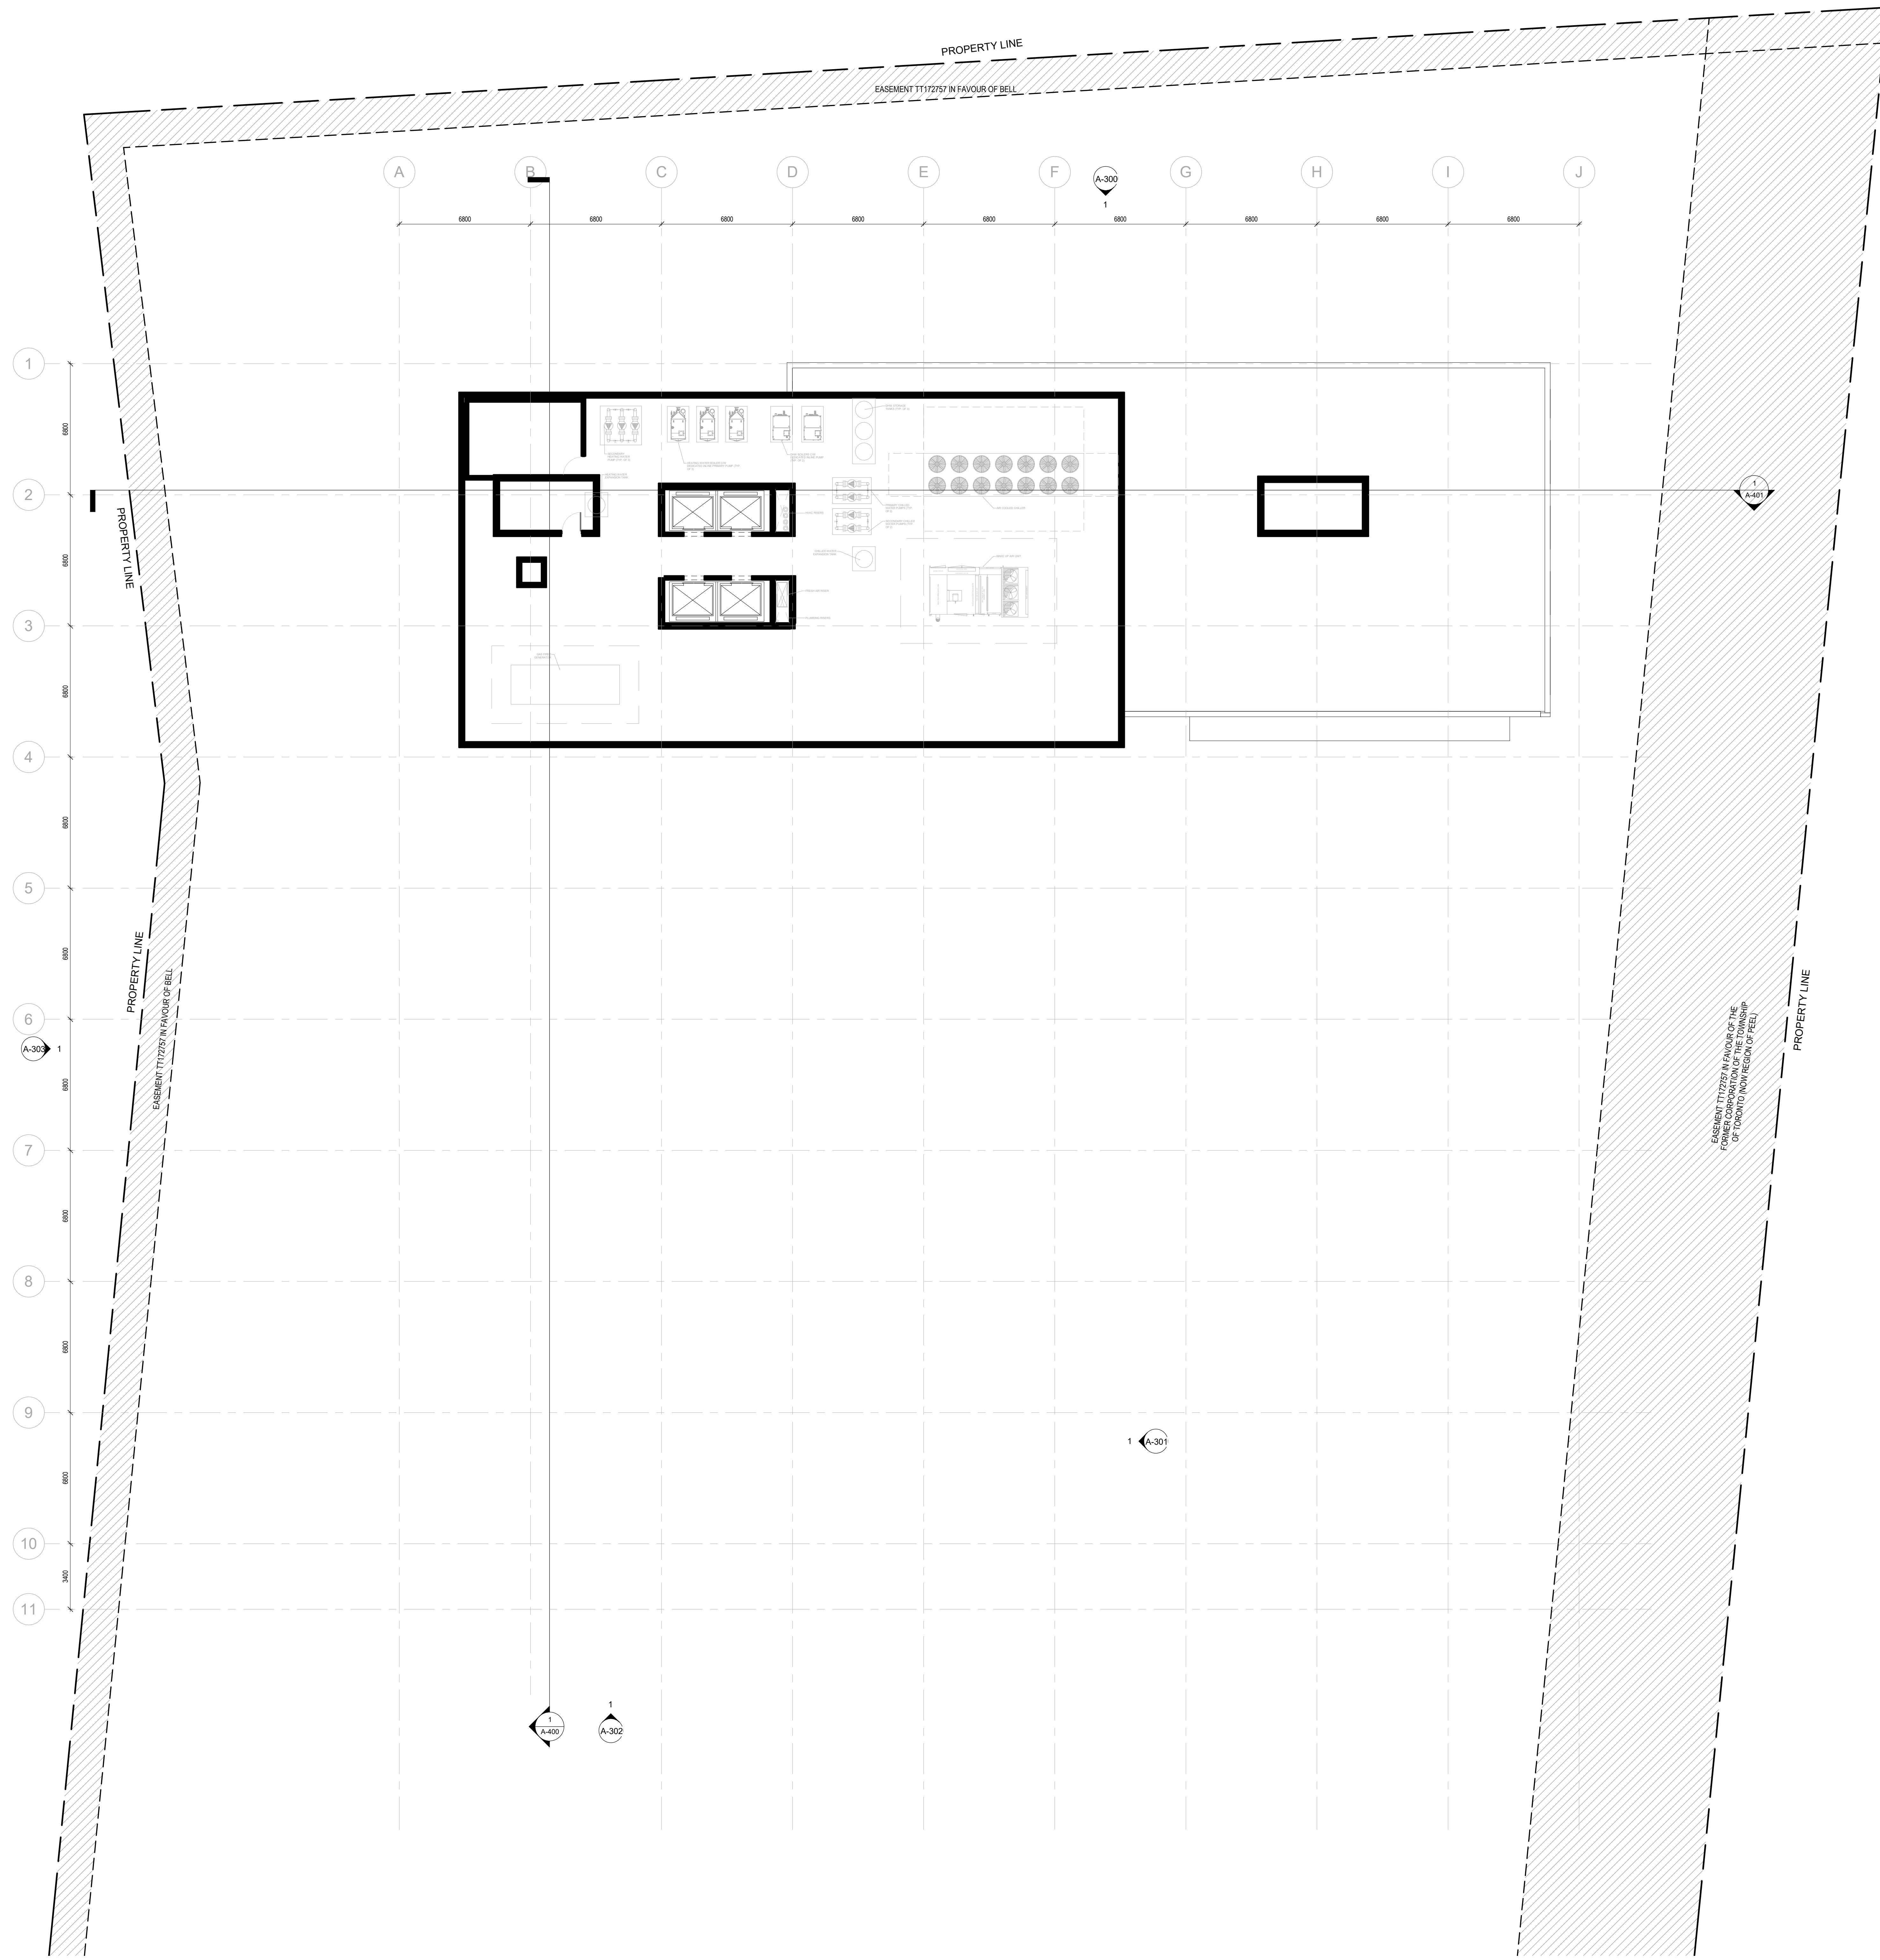 PROPERTY LINE
EASEMENT TT172757 IN FAVOUR OF BELL
A
B
C
D
E
F
G
H
I
J
A-300
1
6800
6800
6800
6800
6800
6800
6800
6800
6800
1
2
3
4
5
6
7
8
9
10
11
6800
6800
6800
6800
6800
6800
6800
6800
6800
3400
1
A-401
PROPERTY LINE
PROPERTY LINE
EASEMENT TT172757 IN FAVOUR OF BELL
A-303
1
EASEMENT TT172757 IN FAVOUR OF THE
FORMER CORPORATION OF THE TOWNSHIP
OF TORONTO (NOW REGION OF PEEL)
PROPERTY LINE
1
A-301
1
A-400
1
A-302